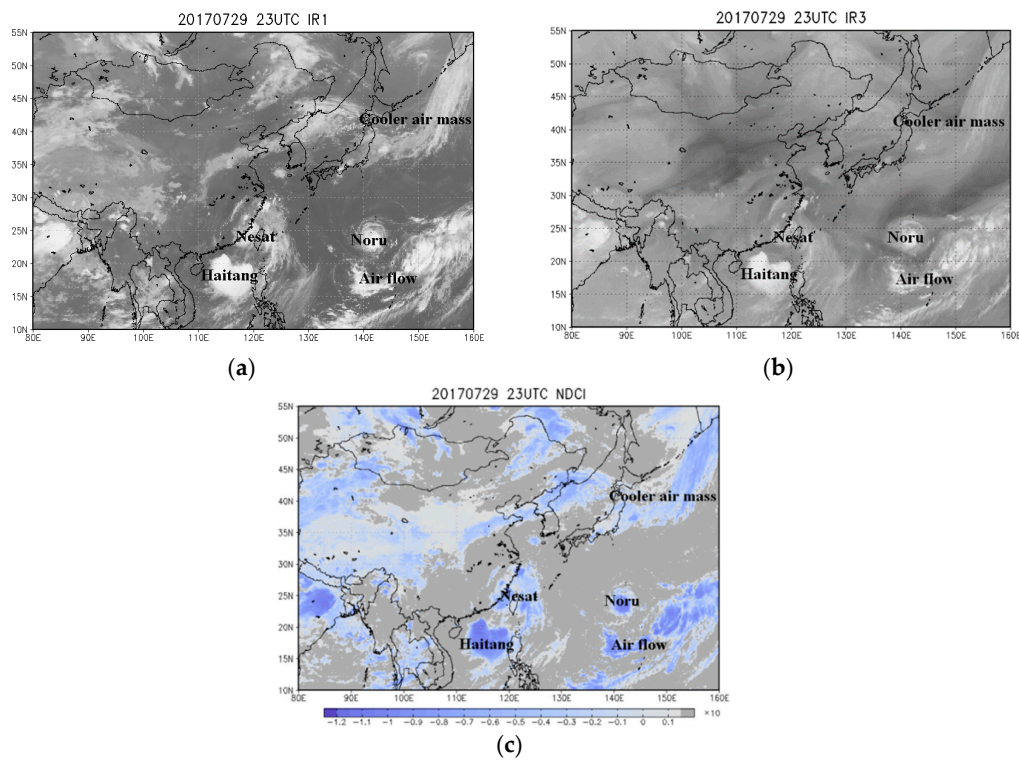 20170729 23UTC IR1
55N
50N
45N
40N
35N
30N
25N
20N
15N
10N
80E 90E 100E 110E 120E 130E 140E 150E 160E
Cooler air mass
Nesat
Noru
Haitang
Air flow
(a)
20170729 23UTC IR3
55N
50N
45N
40N
35N
30N
25N
20N
15N
10N
80E 90E 100E 110E 120E 130E 140E 150E 160E
Cooler air mass
Nesat
Noru
Haitang
Air flow
(b)
20170729 23UTC NDCI
55N
50N
45N
40N
35N
30N
25N
20N
15N
10N
80E 90E 100E 110E 120E 130E 140E 150E 160E
Cooler air mass
Nesat
Noru
Haitang
Air flow
-1.2 -1.1 -1 -0.9 -0.8 -0.7 -0.6 -0.5 -0.4 -0.3 -0.2 -0.1 0 0.1 ×10
(c)